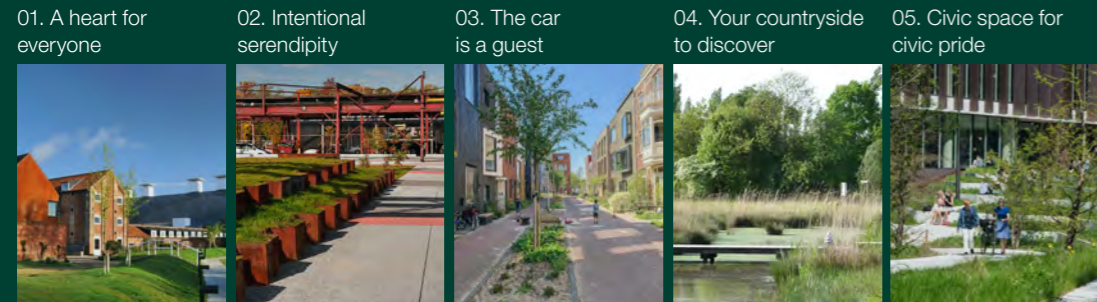 01. A heart for
everyone
02. Intentional
serendipity
03. The car
is a guest
04. Your countryside
to discover
05. Civic space for
civic pride